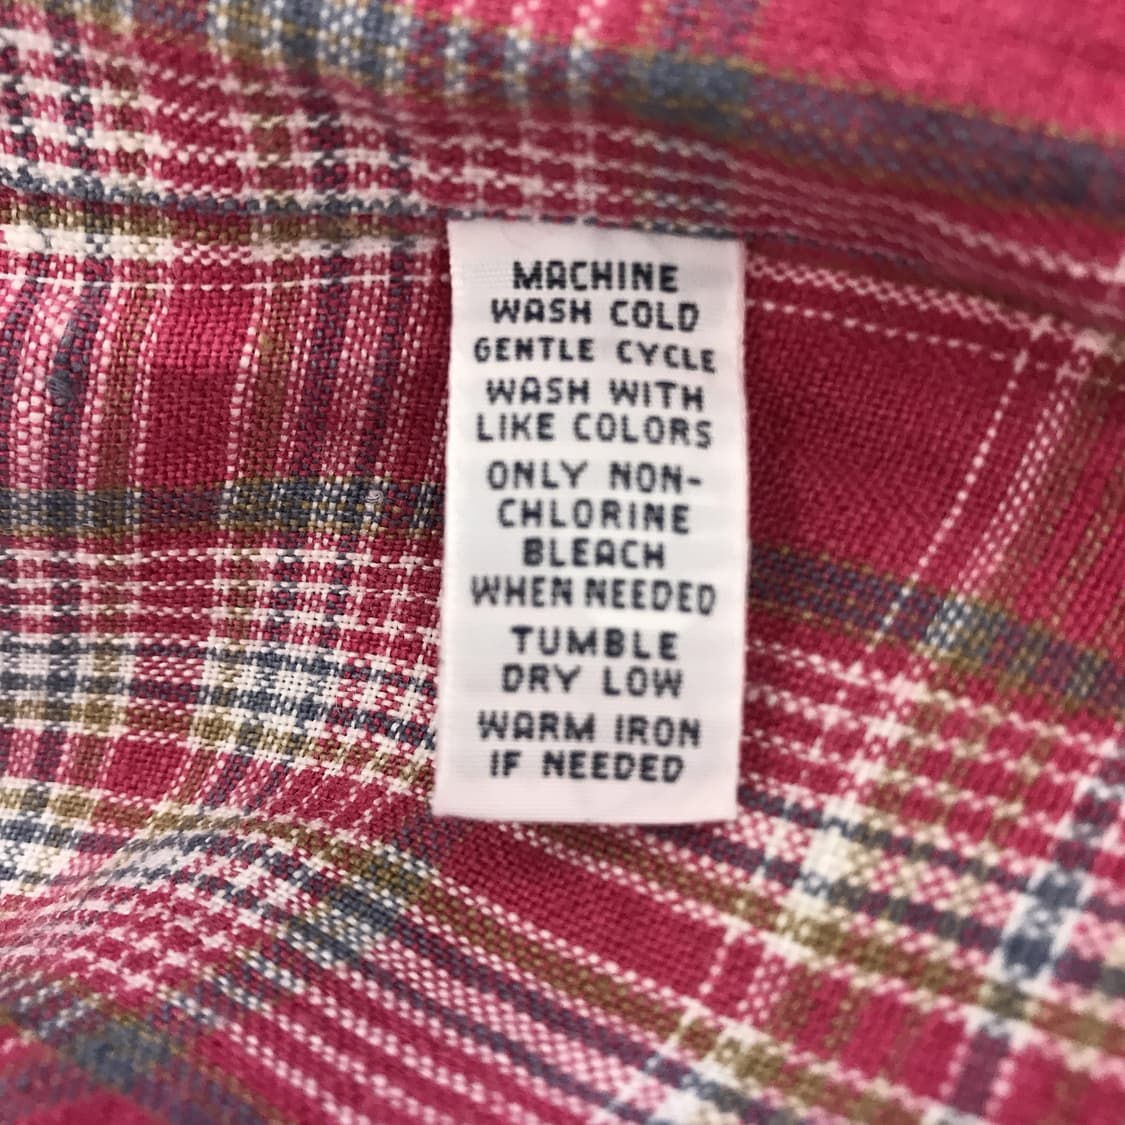 MACHINE
WASH COLD
GENTLE CYCLE
WASH WITH
LIKE COLORS
ONLY NON-
CHLORINE
BLEACH
WHEN NEEDED
TUMBLE
DRY LOW
WARM IRON
IF NEEDED